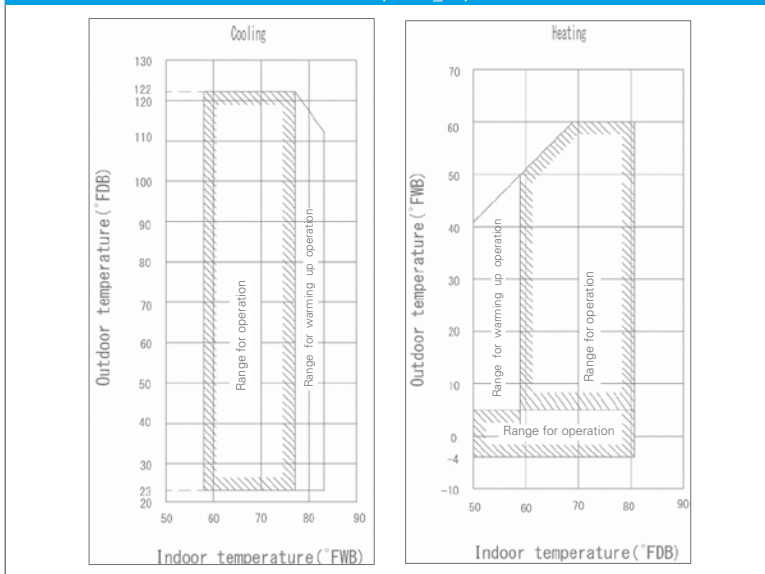 Cooling
130
122
120
110
100
90
80
70
60
50
40
30
23
20
50 60 70 80 90
Outdoor temperature(°FDB)
Range for operation
Range for warming up operation
Indoor temperature(°FWB)
Heating
70
60
50
40
30
20
10
0
-4
-10
50 60 70 80 90
Outdoor temperature(°FWB)
Range for warming up operation
Range for operation
Range for operation
Indoor temperature(°FDB)